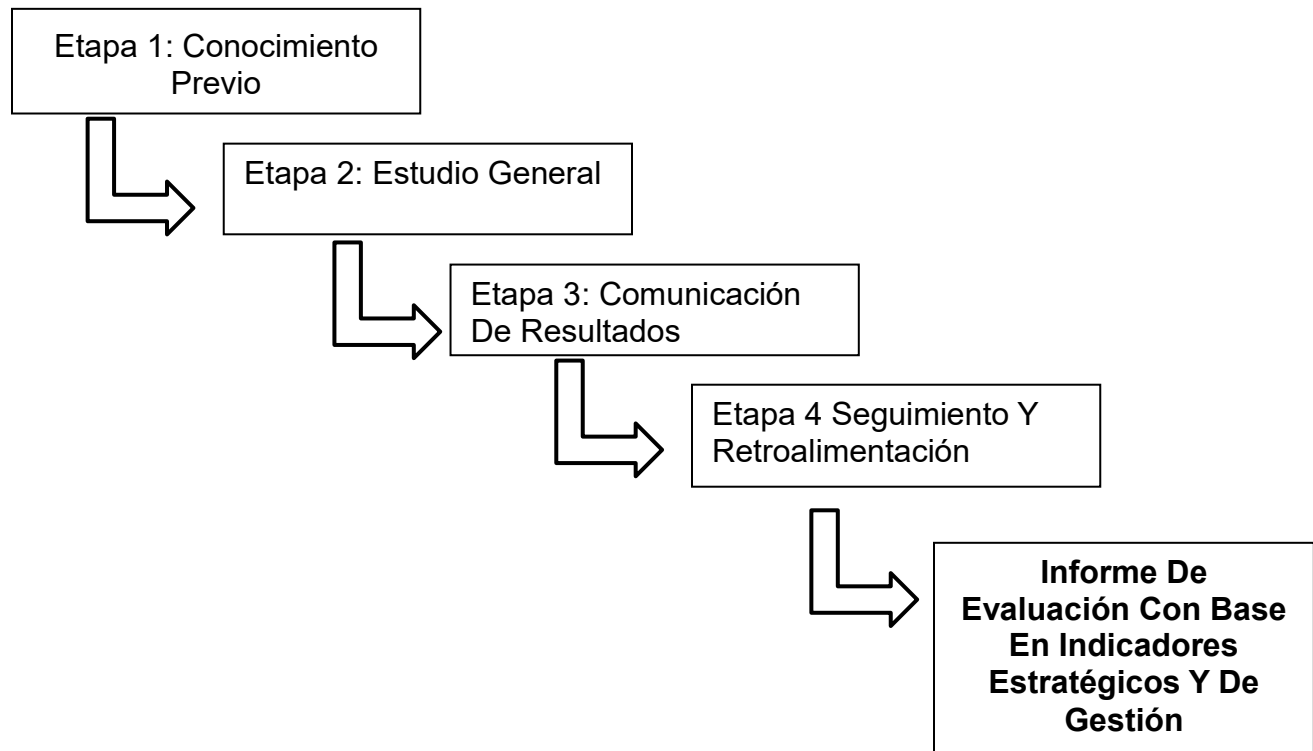 Etapa 1: Conocimiento
Previo
Etapa 2: Estudio General
Etapa 3: Comunicación
De Resultados
Etapa 4 Seguimiento Y
Retroalimentación
Informe De
Evaluación Con Base
En Indicadores
Estratégicos Y De
Gestión